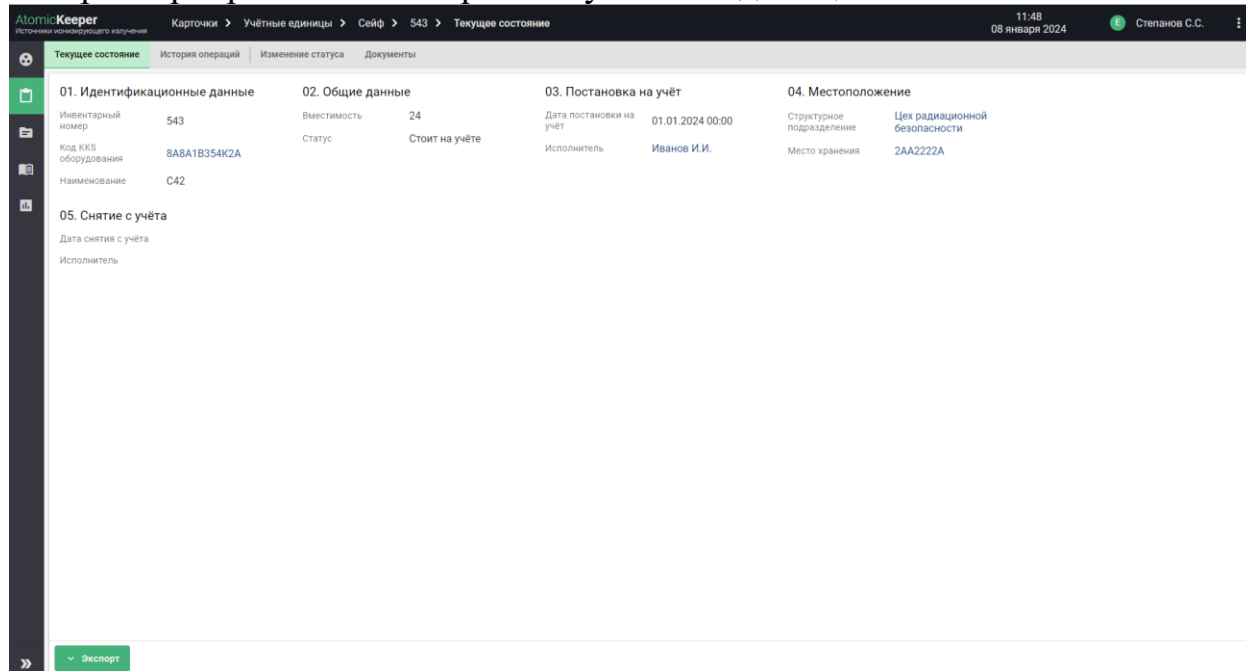 AtomicKeeper
Источники ионизирующего излучения
Карточки > Учётные единицы > Сейф > 543 > Текущее состояние
11:48
08 января 2024
E
Степанов С.С.
Текущее состояние
История операций
Изменение статуса
Документы
01. Идентификационные данные
Инвентарный
номер
543
Код KKS
оборудования
8A8A1B354K2A
Наименование
C42
02. Общие данные
Вместимость
24
Статус
Стоит на учёте
03. Постановка на учёт
Дата постановки на
учёт
01.01.2024 00:00
Исполнитель
Иванов И.И.
04. Местоположение
Структурное
подразделение
Цех радиационной
безопасности
Место хранения
2AA2222A
05. Снятие с учёта
Дата снятия с учёта
Исполнитель
Экспорт